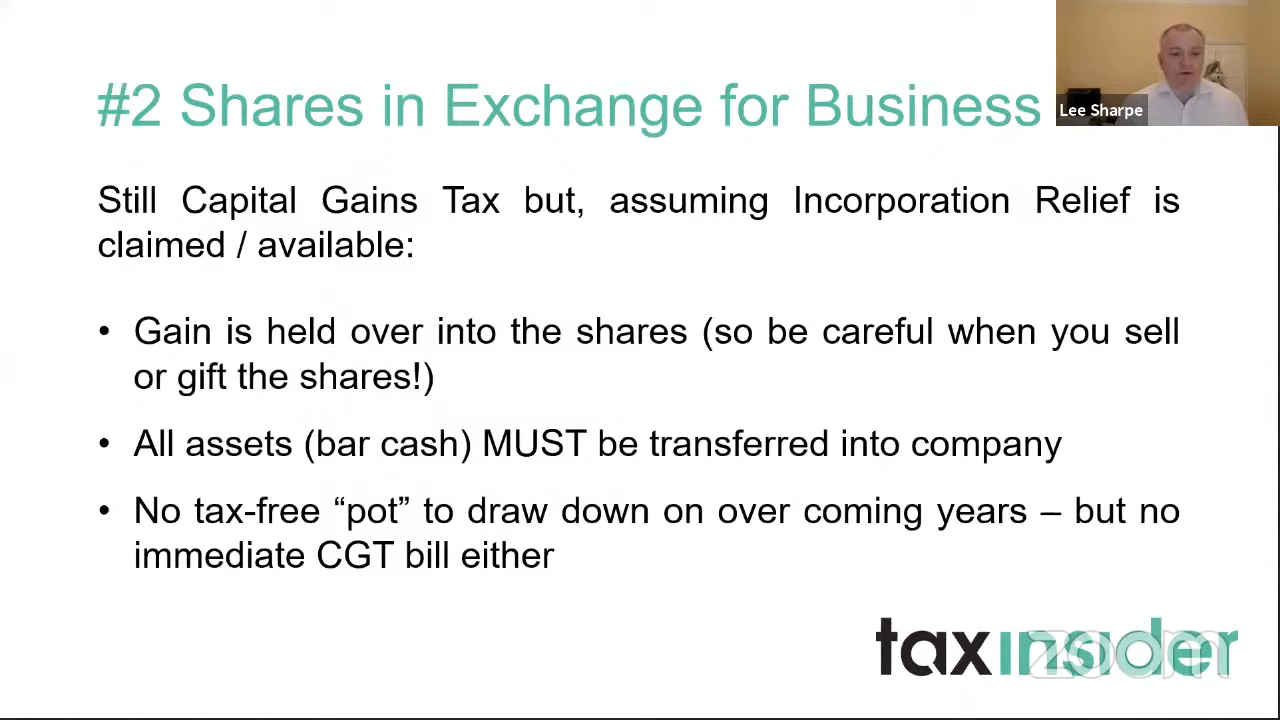 #2 Shares in Exchange for Business
Lee Sharpe
Still Capital Gains Tax but, assuming Incorporation Relief is
claimed / available:
• Gain is held over into the shares (so be careful when you sell
or gift the shares!)
• All assets (bar cash) MUST be transferred into company
• No tax-free “pot” to draw down on over coming years – but no
immediate CGT bill either
taxinsider
zoom